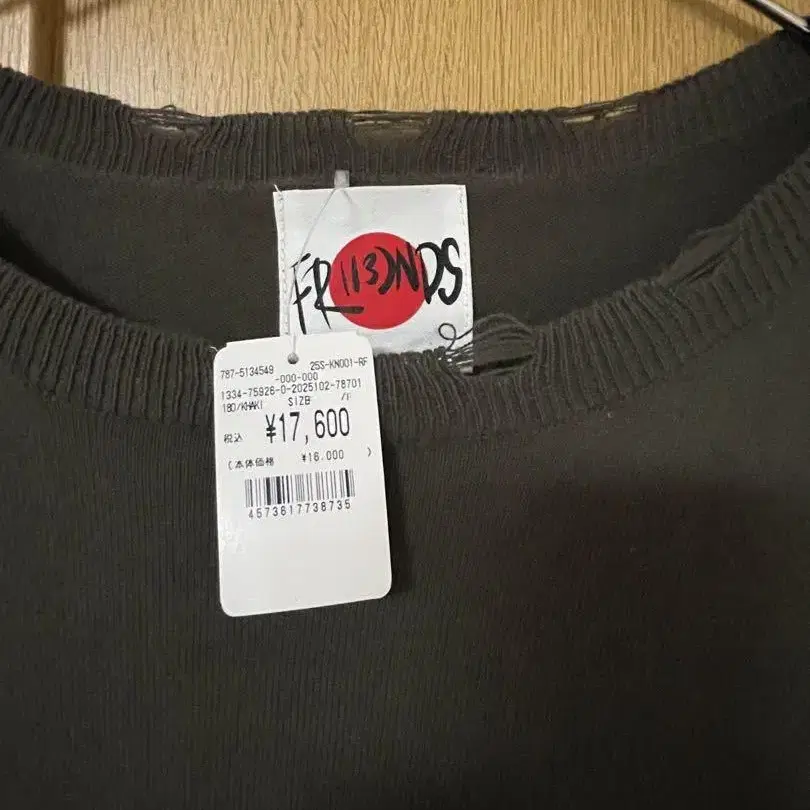 FR113NDS
787-5134549 25S-KN001-RF
-000-000
1334-75926-0-2025102-78701
180/KHAKI SIZE /F
税込 ¥17,600
(本体価格 ¥16.000 )
4573817738735